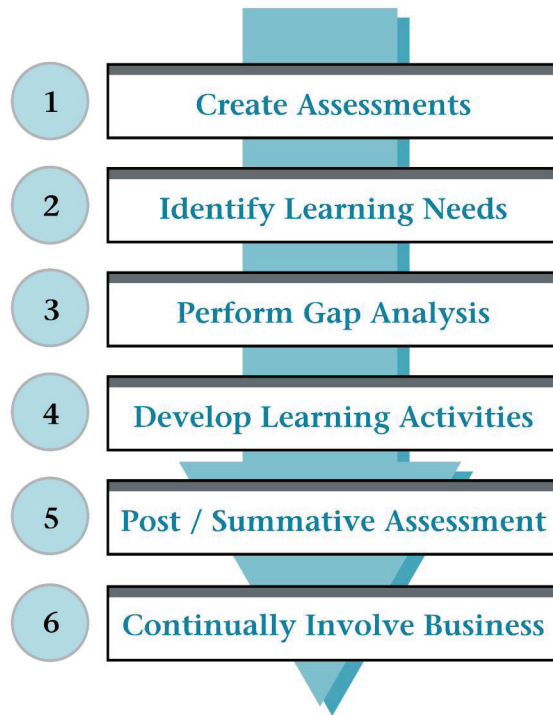 1
Create Assessments
2
Identify Learning Needs
3
Perform Gap Analysis
4
Develop Learning Activities
5
Post / Summative Assessment
6
Continually Involve Business